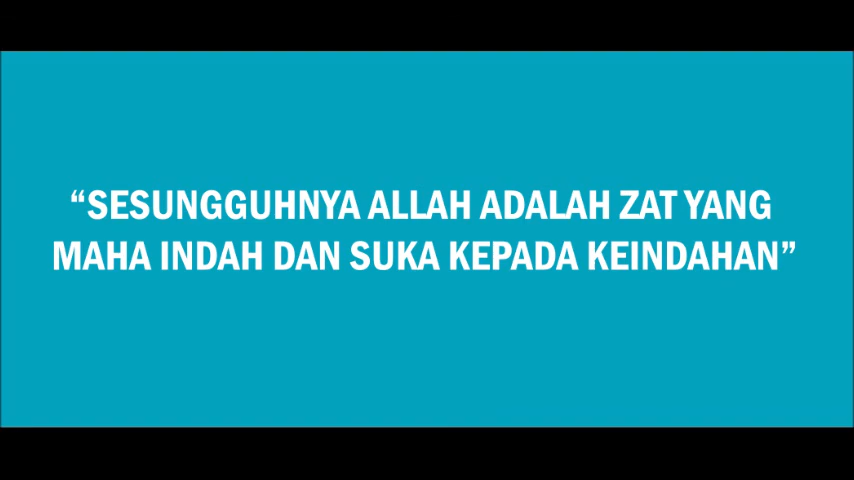 “SESUNGGUHNYA ALLAH ADALAH ZAT YANG
MAHA INDAH DAN SUKA KEPADA KEINDAHAN”